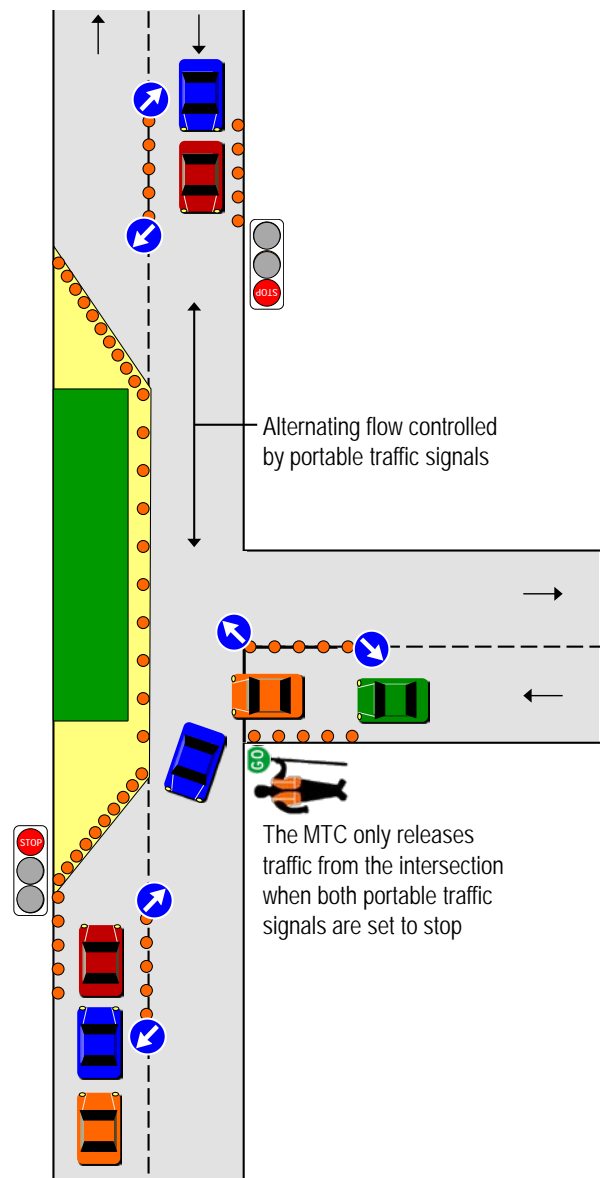 STOP
Alternating flow controlled
by portable traffic signals
GO
The MTC only releases
traffic from the intersection
when both portable traffic
signals are set to stop
STOP